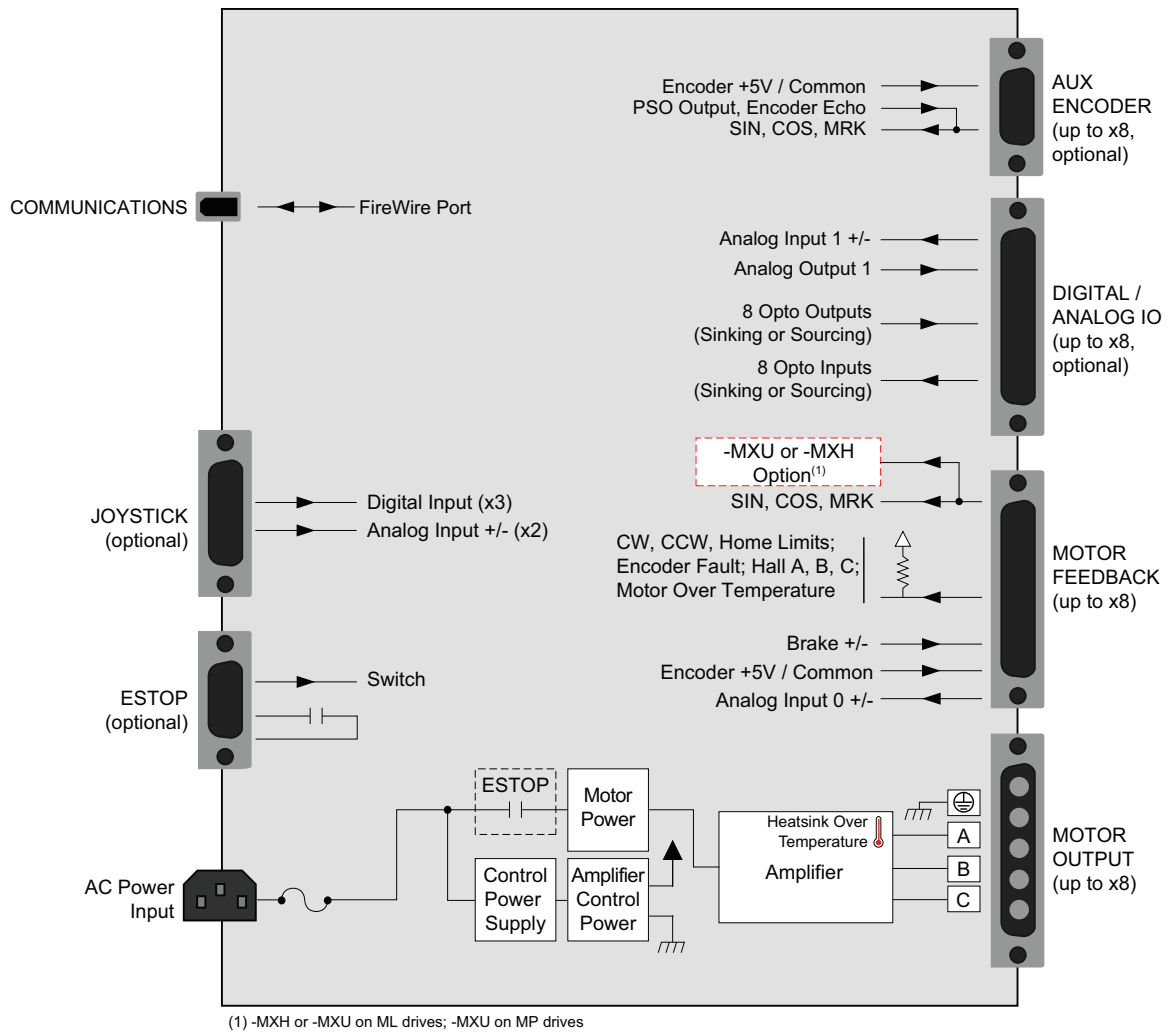 Encoder +5V / Common
PSO Output, Encoder Echo
SIN, COS, MRK
AUX
ENCODER
(up to x8,
optional)
COMMUNICATIONS
FireWire Port
Analog Input 1 +/-
Analog Output 1
8 Opto Outputs
(Sinking or Sourcing)
8 Opto Inputs
(Sinking or Sourcing)
DIGITAL /
ANALOG IO
(up to x8,
optional)
-MXU or -MXH
Option(1)
SIN, COS, MRK
JOYSTICK
(optional)
Digital Input (x3)
Analog Input +/- (x2)
CW, CCW, Home Limits;
Encoder Fault; Hall A, B, C;
Motor Over Temperature
MOTOR
FEEDBACK
(up to x8)
Brake +/-
Encoder +5V / Common
Analog Input 0 +/-
ESTOP
(optional)
Switch
ESTOP
Motor
Power
Control
Power
Supply
Amplifier
Control
Power
Heatsink Over
Temperature
Amplifier
A
B
C
MOTOR
OUTPUT
(up to x8)
AC Power
Input
(1) -MXH or -MXU on ML drives; -MXU on MP drives